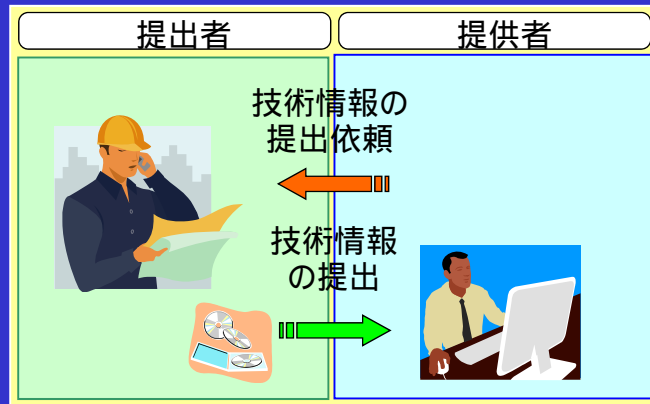 提出者
提供者
技術情報の
提出依頼
技術情報
の提出